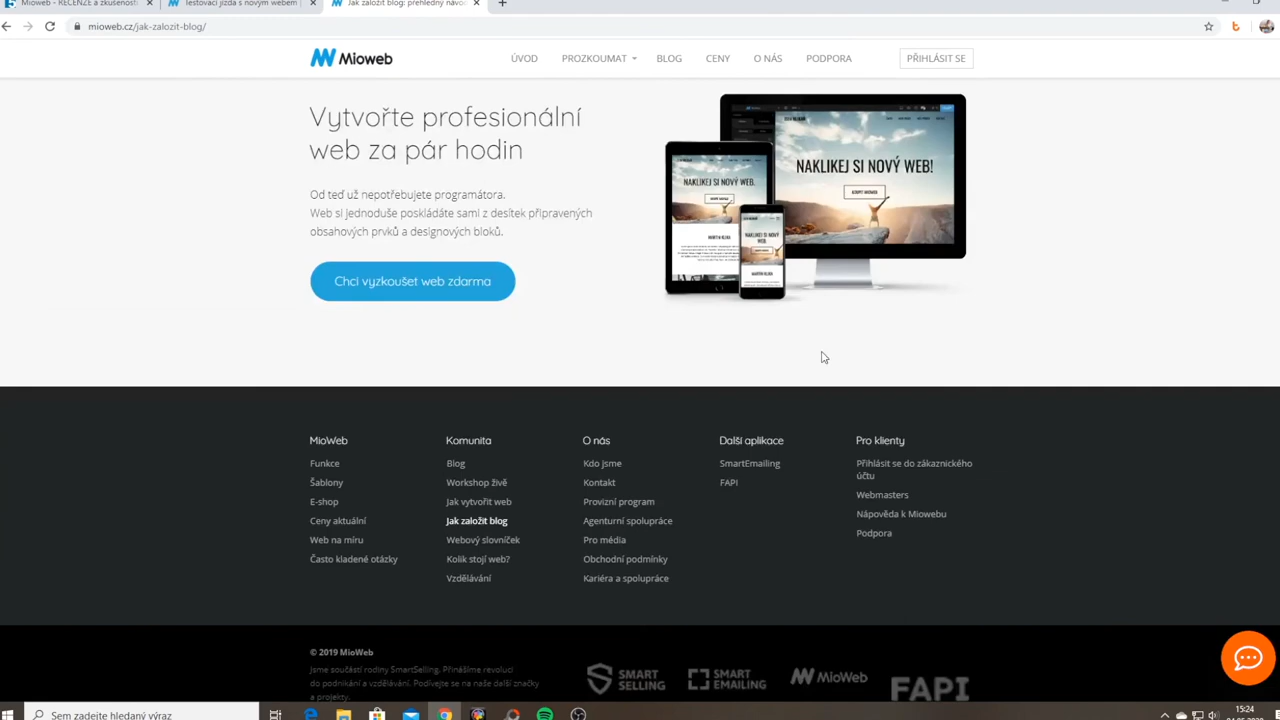 Mioweb - RECENZE a zkušenost
Testovací jízda s novým webem
Jak založit blog: přehledný návo
mioweb.cz/jak-zalozit-blog/
Mioweb
ÚVOD
PROZKOUMAT
BLOG
CENY
O NÁS
PODPORA
PŘIHLÁSIT SE
Vytvořte profesionální
web za pár hodin
Od teď už nepotřebujete programátora.
Web si jednoduše poskládáte sami z desítek připravených
obsahových prvků a designových bloků.
Chci vyzkoušet web zdarma
NAKLIKEJ SI NOVÝ WEB!
NAKLIKEJ SI NOVÝ WEB.
NAKLIKEJ SI NOVÝ
WEB.
MioWeb
Funkce
Šablony
E-shop
Ceny aktuální
Web na míru
Často kladené otázky
Komunita
Blog
Workshop živě
Jak vytvořit web
Jak založit blog
Webový slovníček
Kolik stojí web?
Vzdělávání
O nás
Kdo jsme
Kontakt
Provizní program
Agenturní spolupráce
Pro média
Obchodní podmínky
Kariéra a spolupráce
Další aplikace
SmartEmailing
FAPI
Pro klienty
Přihlásit se do zákaznického
účtu
Webmasters
Nápověda k Miowebu
Podpora
© 2019 MioWeb
Jsme součástí rodiny SmartSelling. Přinášíme revoluci
do podnikání a vzdělávání. Podívejte se na naše další značky
a projekty.
SMART
SELLING
SMART
EMAILING
MioWeb
FAPI
Sem zadejte hledaný výraz
15:24